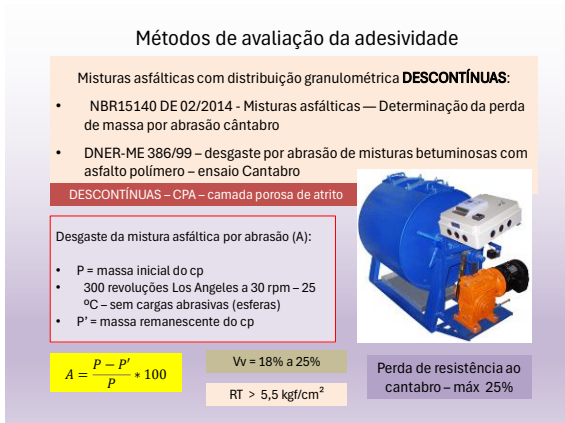 Métodos de avaliação da adesividade
Misturas asfálticas com distribuição granulométrica DESCONTÍNUAS:
• NBR15140 DE 02/2014 - Misturas asfálticas — Determinação da perda
de massa por abrasão cântabro
• DNER-ME 386/99 – desgaste por abrasão de misturas betuminosas com
asfalto polímero – ensaio Cantabro
DESCONTÍNUAS – CPA – camada porosa de atrito
Desgaste da mistura asfáltica por abrasão (A):
• P = massa inicial do cp
• 300 revoluções Los Angeles a 30 rpm – 25
ºC – sem cargas abrasivas (esferas)
• P’ = massa remanescente do cp
A = (P − P′)/P ∗ 100
Vv = 18% a 25%
RT > 5,5 kgf/cm²
Perda de resistência ao
cantabro – máx 25%